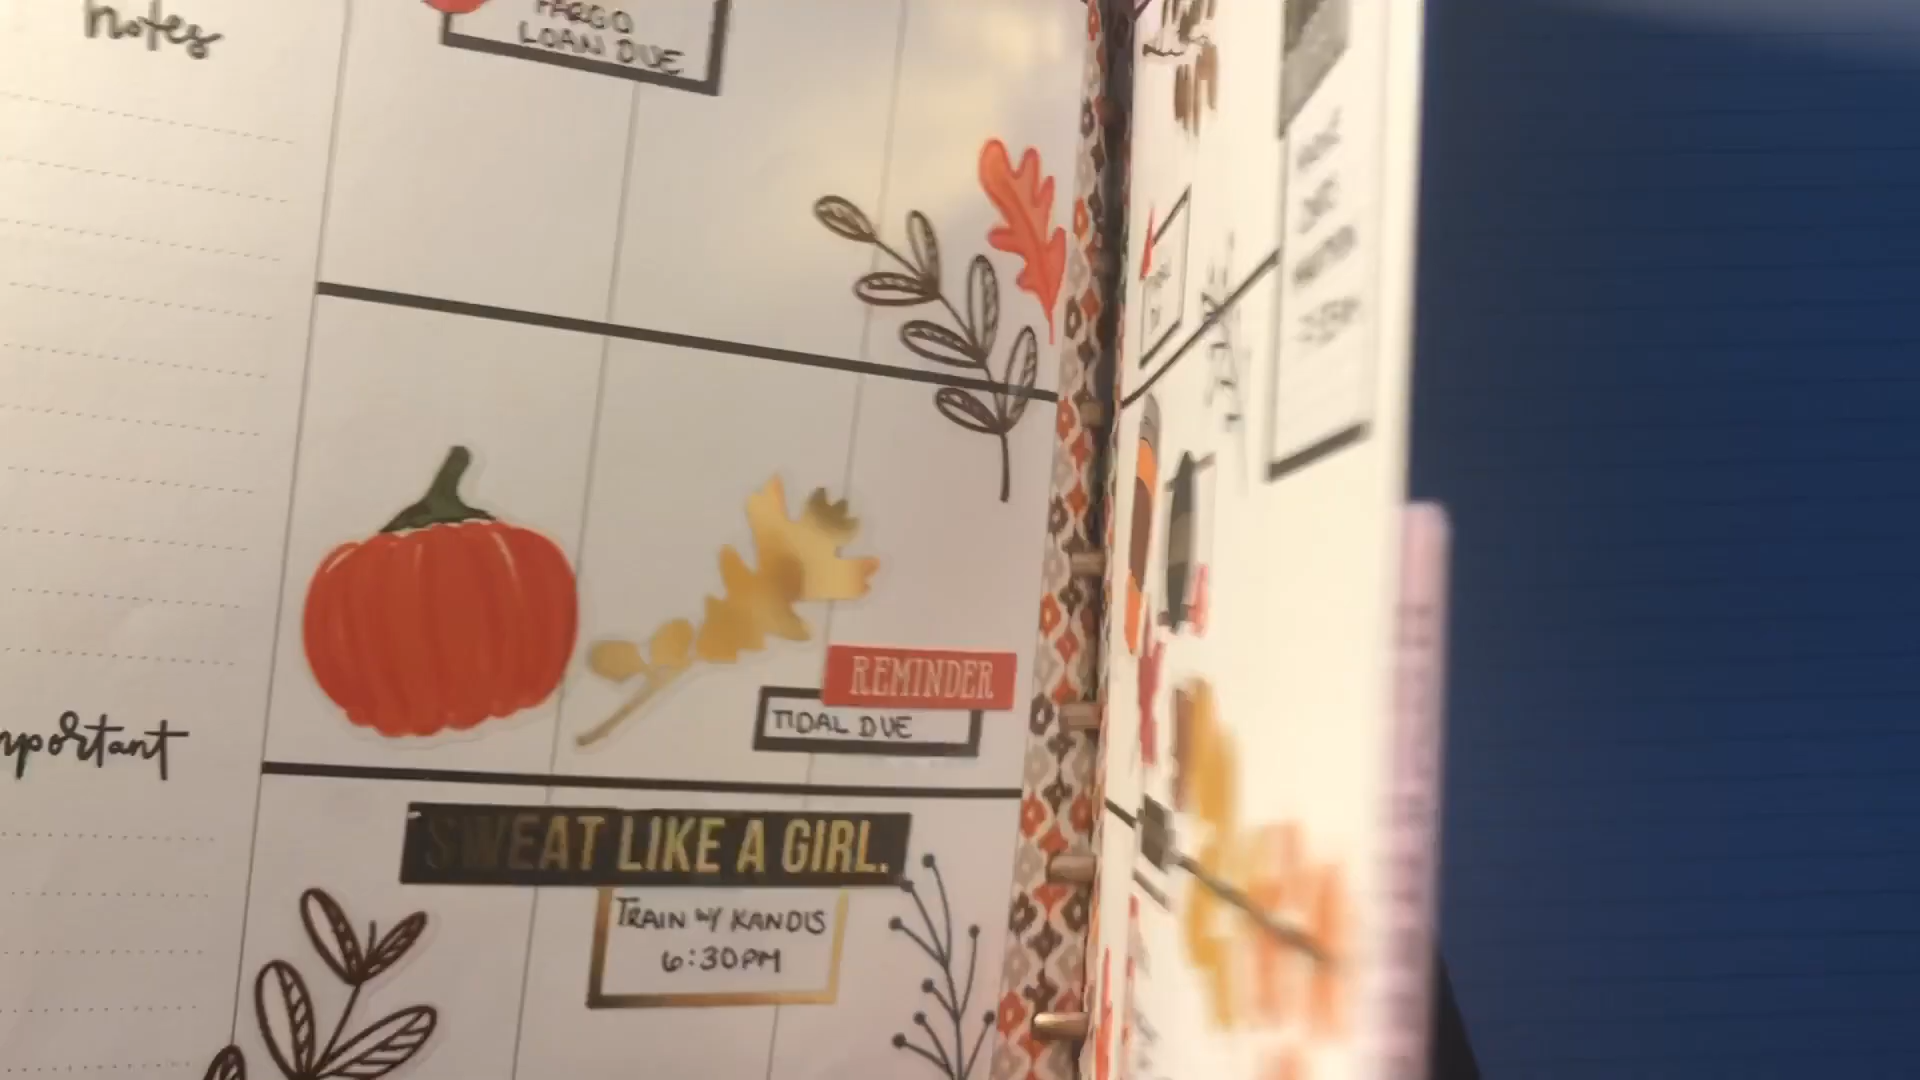 notes
FARGO
LOAN DUE
REMINDER
TIDAL DUE
mportant
SWEAT LIKE A GIRL.
TRAIN W/ KANDIS
6:30PM